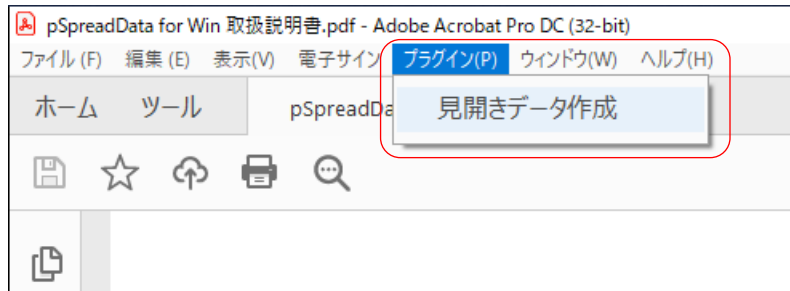 pSpreadData for Win 取扱説明書.pdf - Adobe Acrobat Pro DC (32-bit)
ファイル (F) 編集 (E) 表示(V) 電子サイン プラグイン(P) ウィンドウ(W) ヘルプ(H)
ホーム ツール pSpreadDa 見開きデータ作成